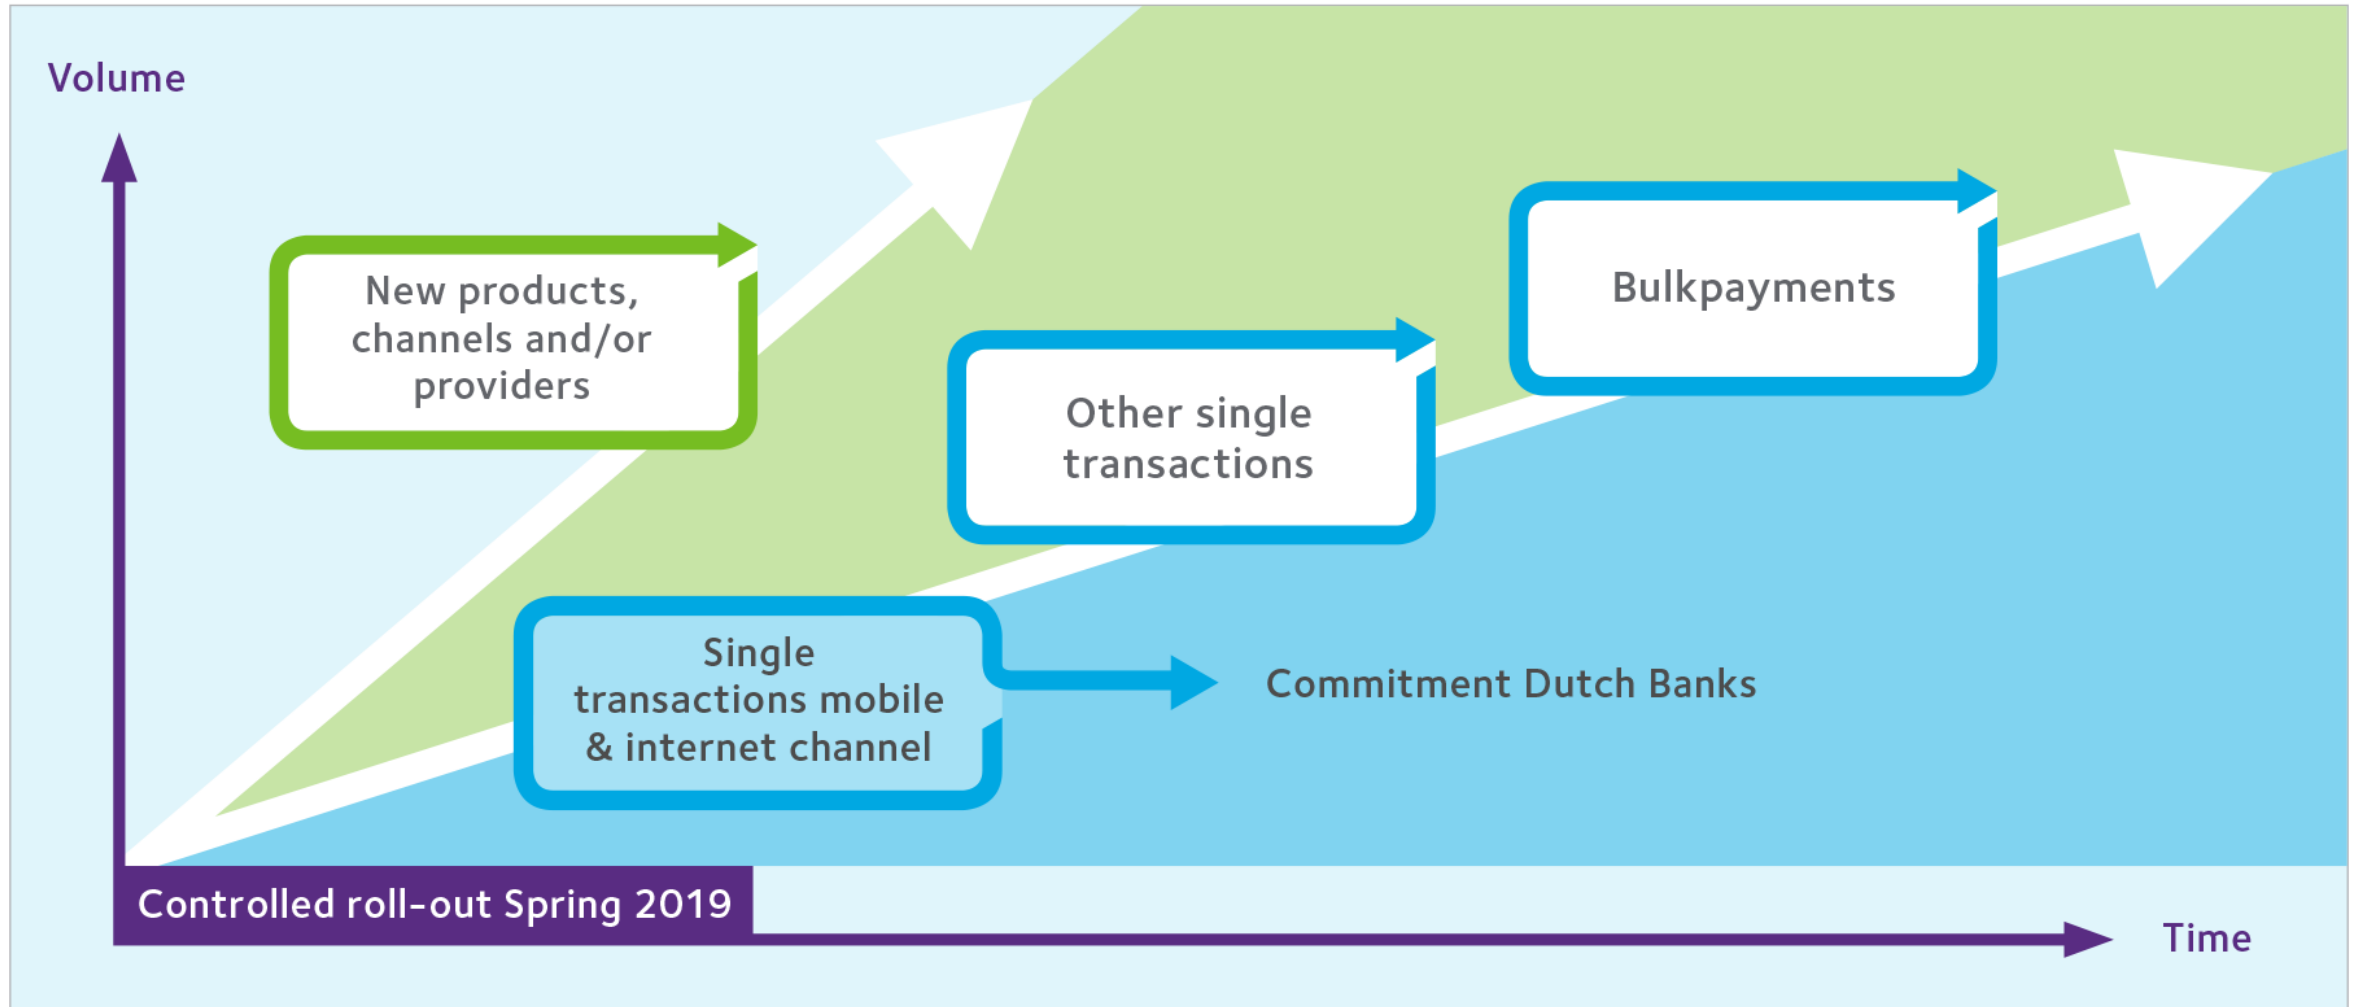 Volume
New products,
channels and/or
providers
Bulkpayments
Other single
transactions
Single
transactions mobile
& internet channel
Commitment Dutch Banks
Controlled roll-out Spring 2019
Time